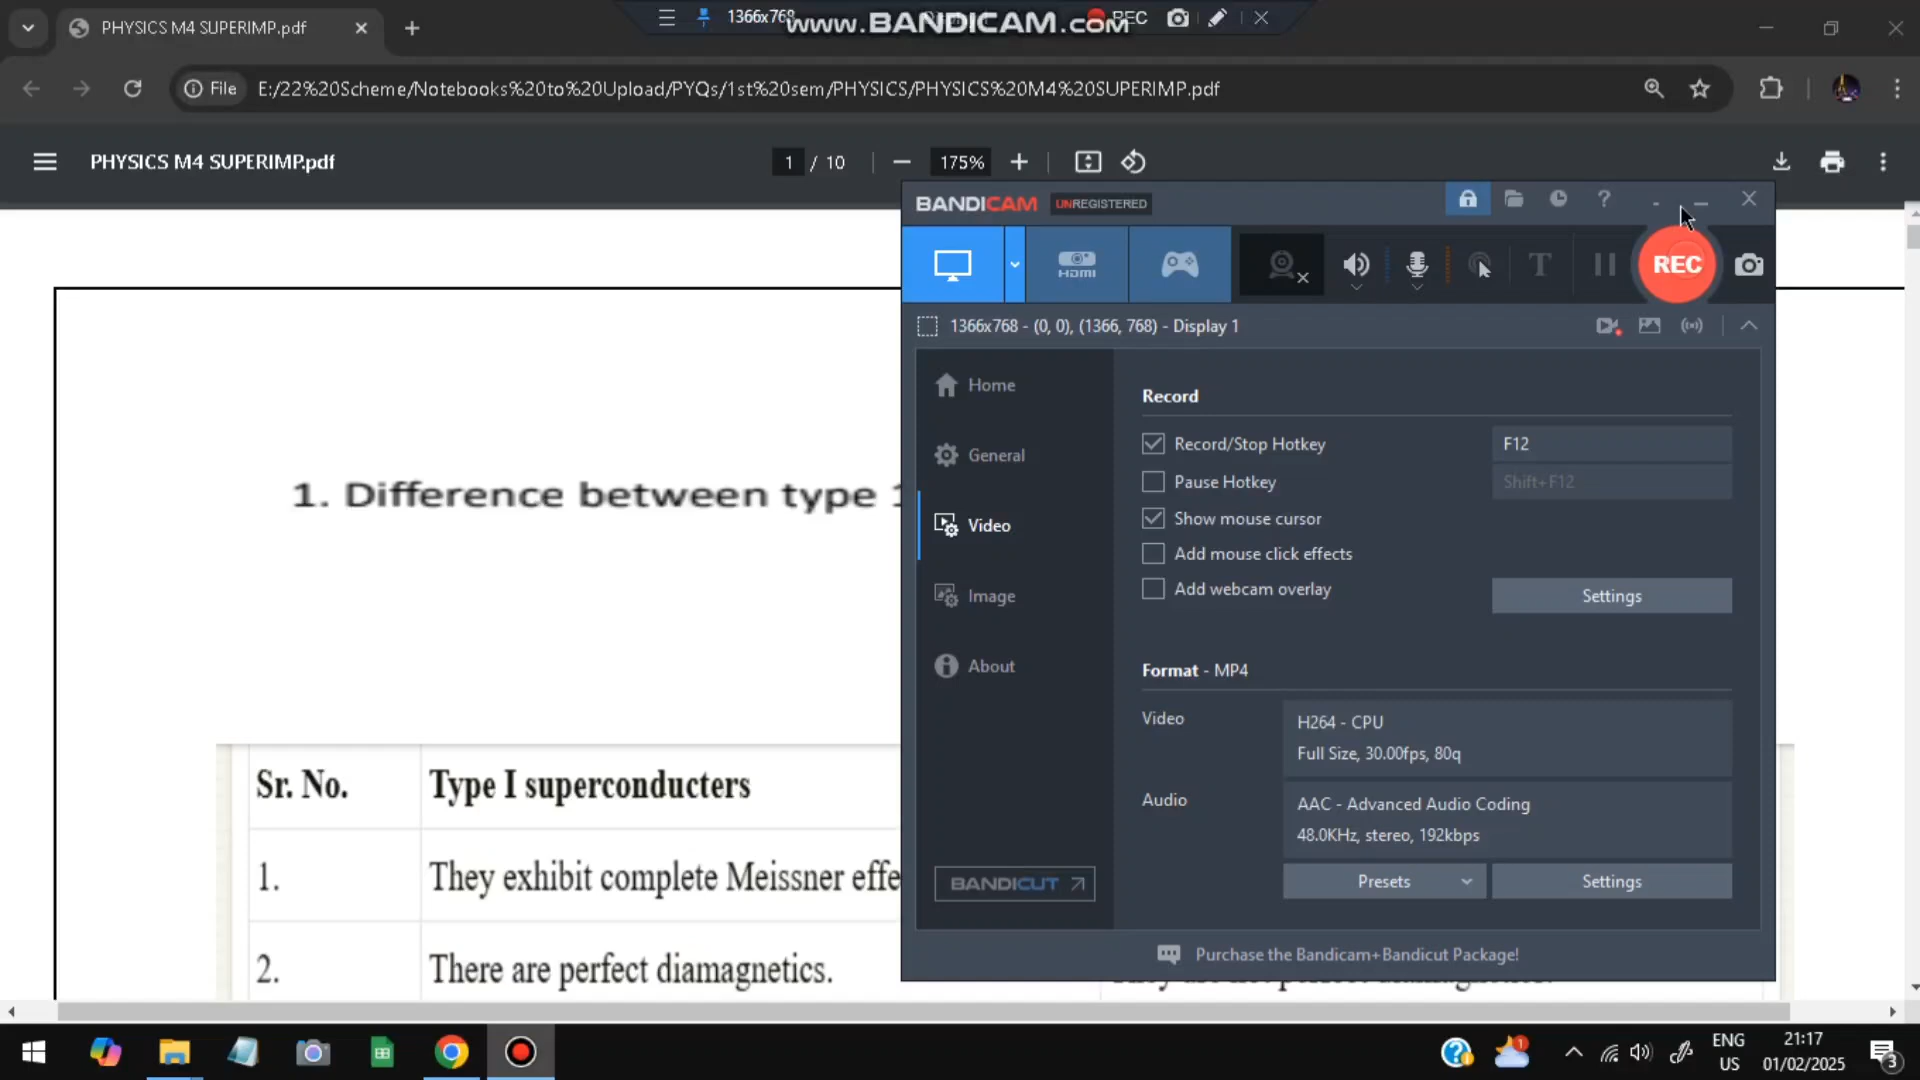 PHYSICS M4 SUPERIMP.pdf
1366x768
www.BANDICAM.com
REC
File
E:/22%20Scheme/Notebooks%20to%20Upload/PYQs/1st%20sem/PHYSICS/PHYSICS%20M4%20SUPERIMP.pdf
PHYSICS M4 SUPERIMP.pdf
1 / 10
175%
BANDICAM UNREGISTERED
HDMI
T
REC
1366x768 - (0, 0), (1366, 768) - Display 1
Home
General
Video
Image
About
BANDICUT
Record
Record/Stop Hotkey
F12
Pause Hotkey
Shift+F12
Show mouse cursor
Add mouse click effects
Add webcam overlay
Settings
Format - MP4
Video
H264 - CPU
Full Size, 30.00fps, 80q
Audio
AAC - Advanced Audio Coding
48.0KHz, stereo, 192kbps
Presets
Settings
Purchase the Bandicam+Bandicut Package!
1. Difference between type 1
Sr. No.
Type I superconducters
1.
They exhibit complete Meissner effe
2.
There are perfect diamagnetics.
ENG
US
21:17
01/02/2025
1
3